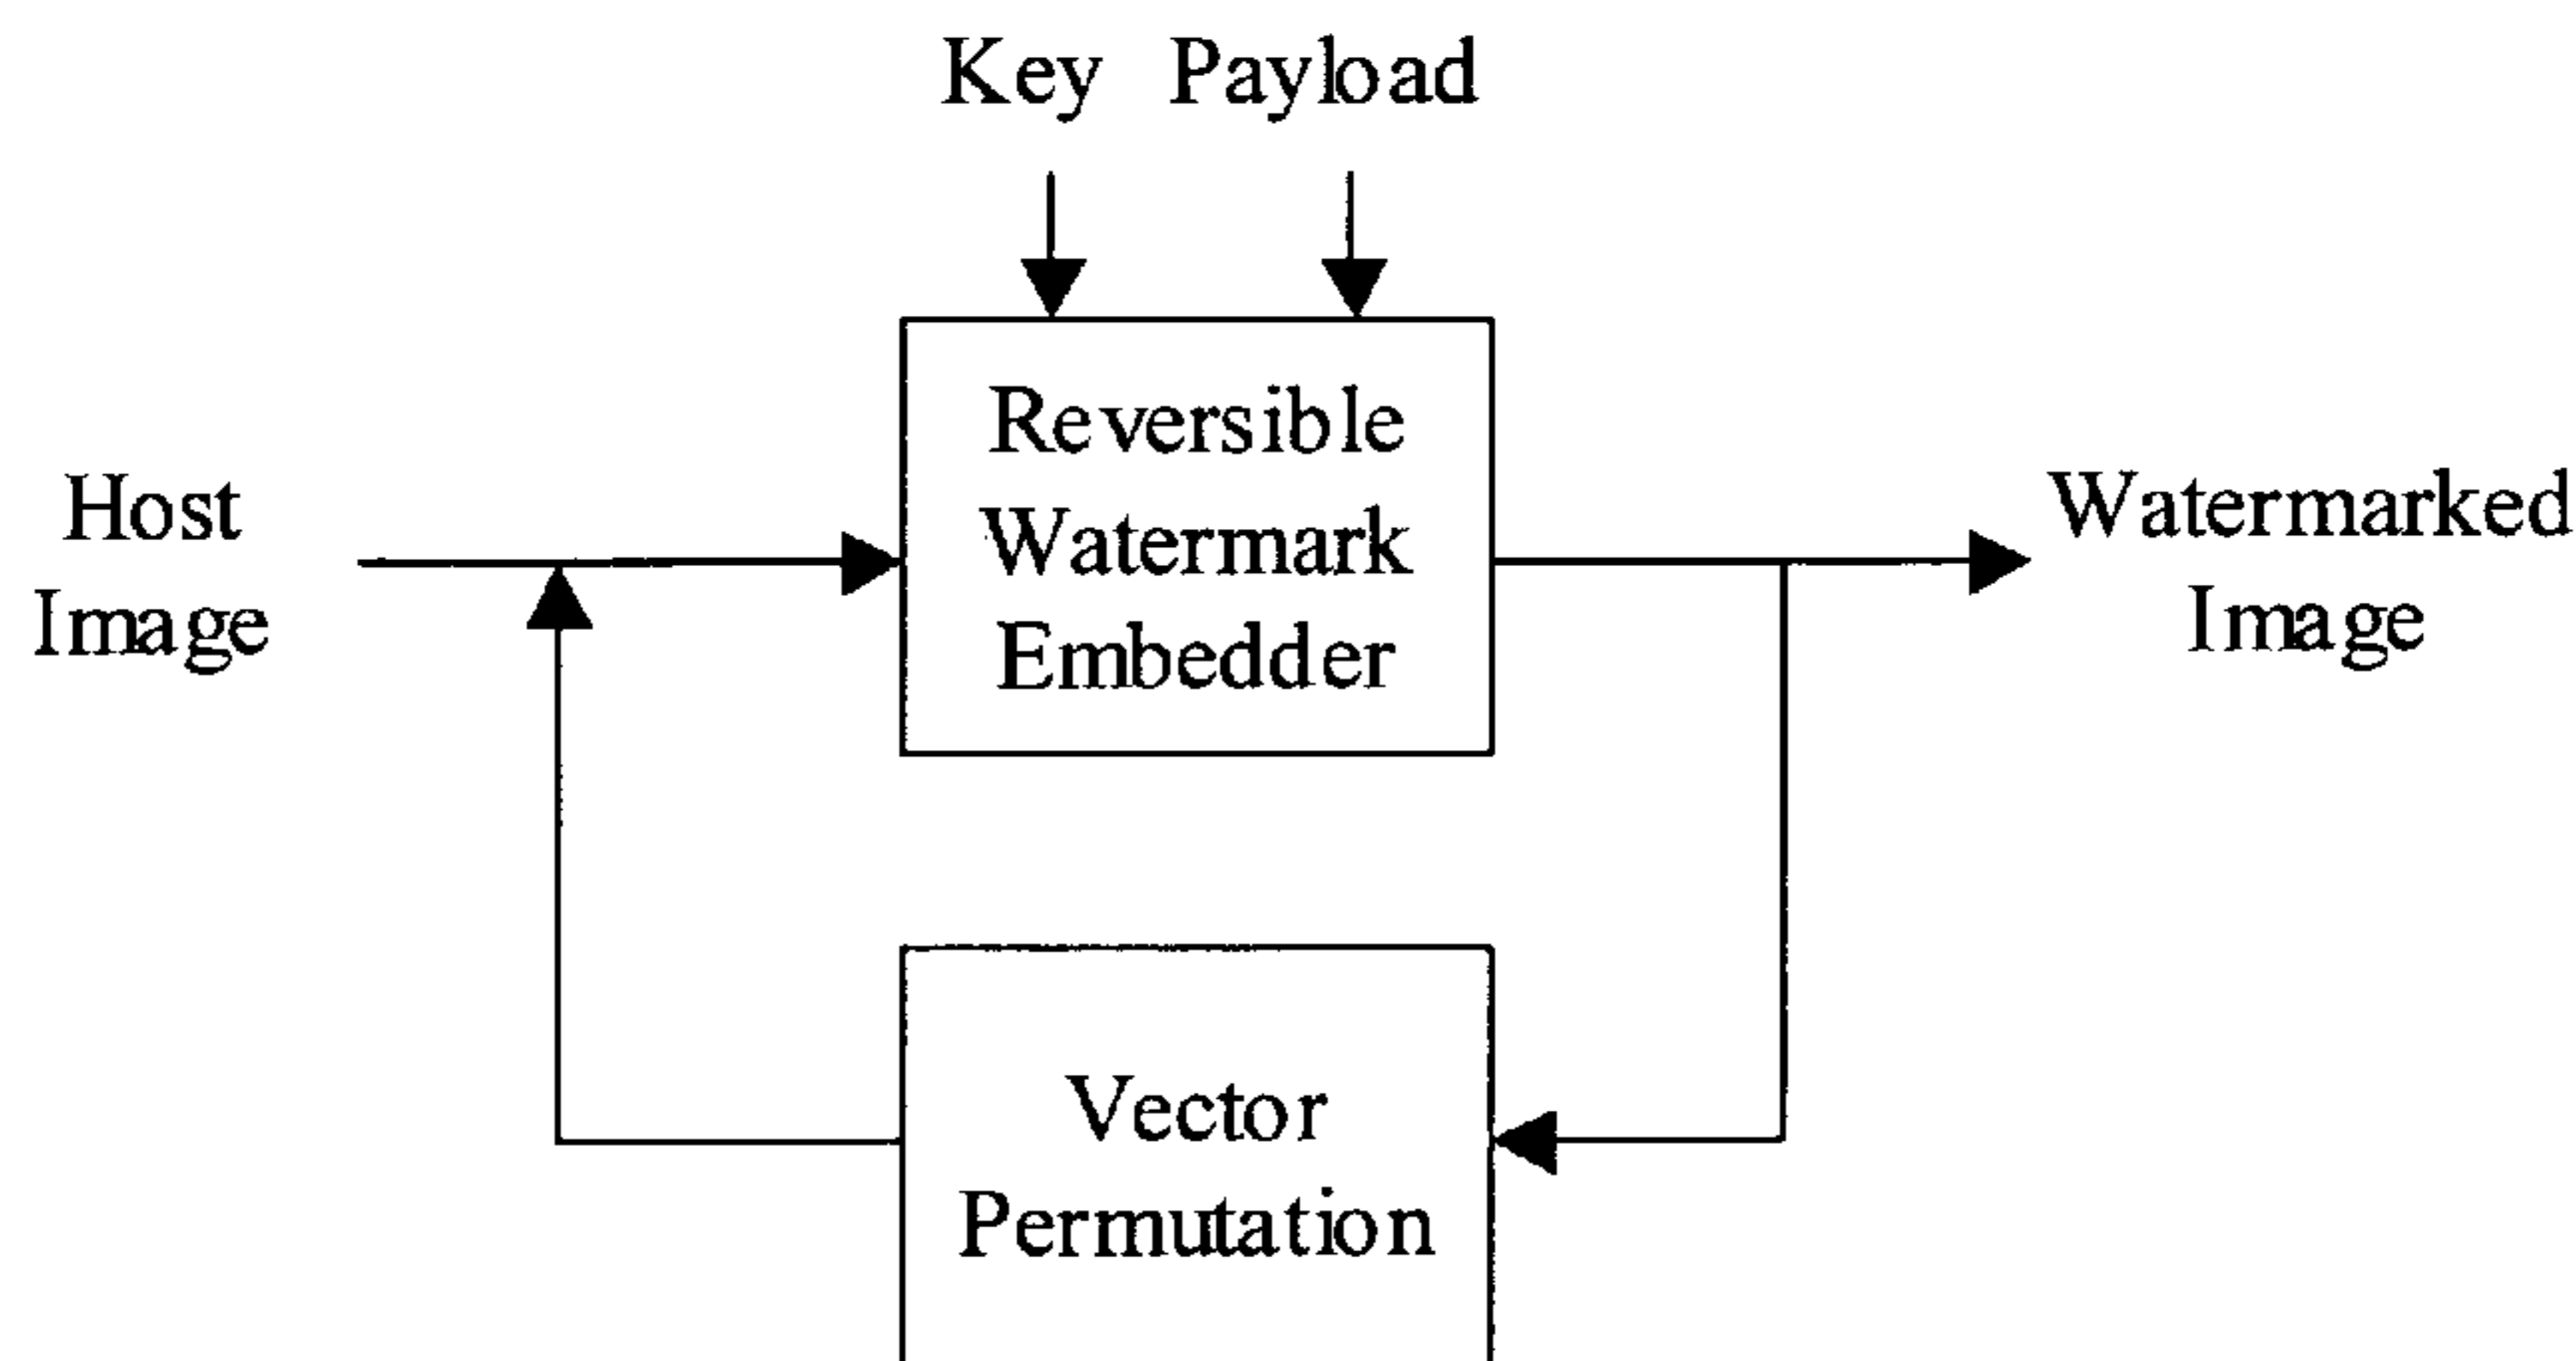 Key Payload
Reversible
Watermark
Embedder
Host
Image
Watermarked
Image
Vector
Permutation